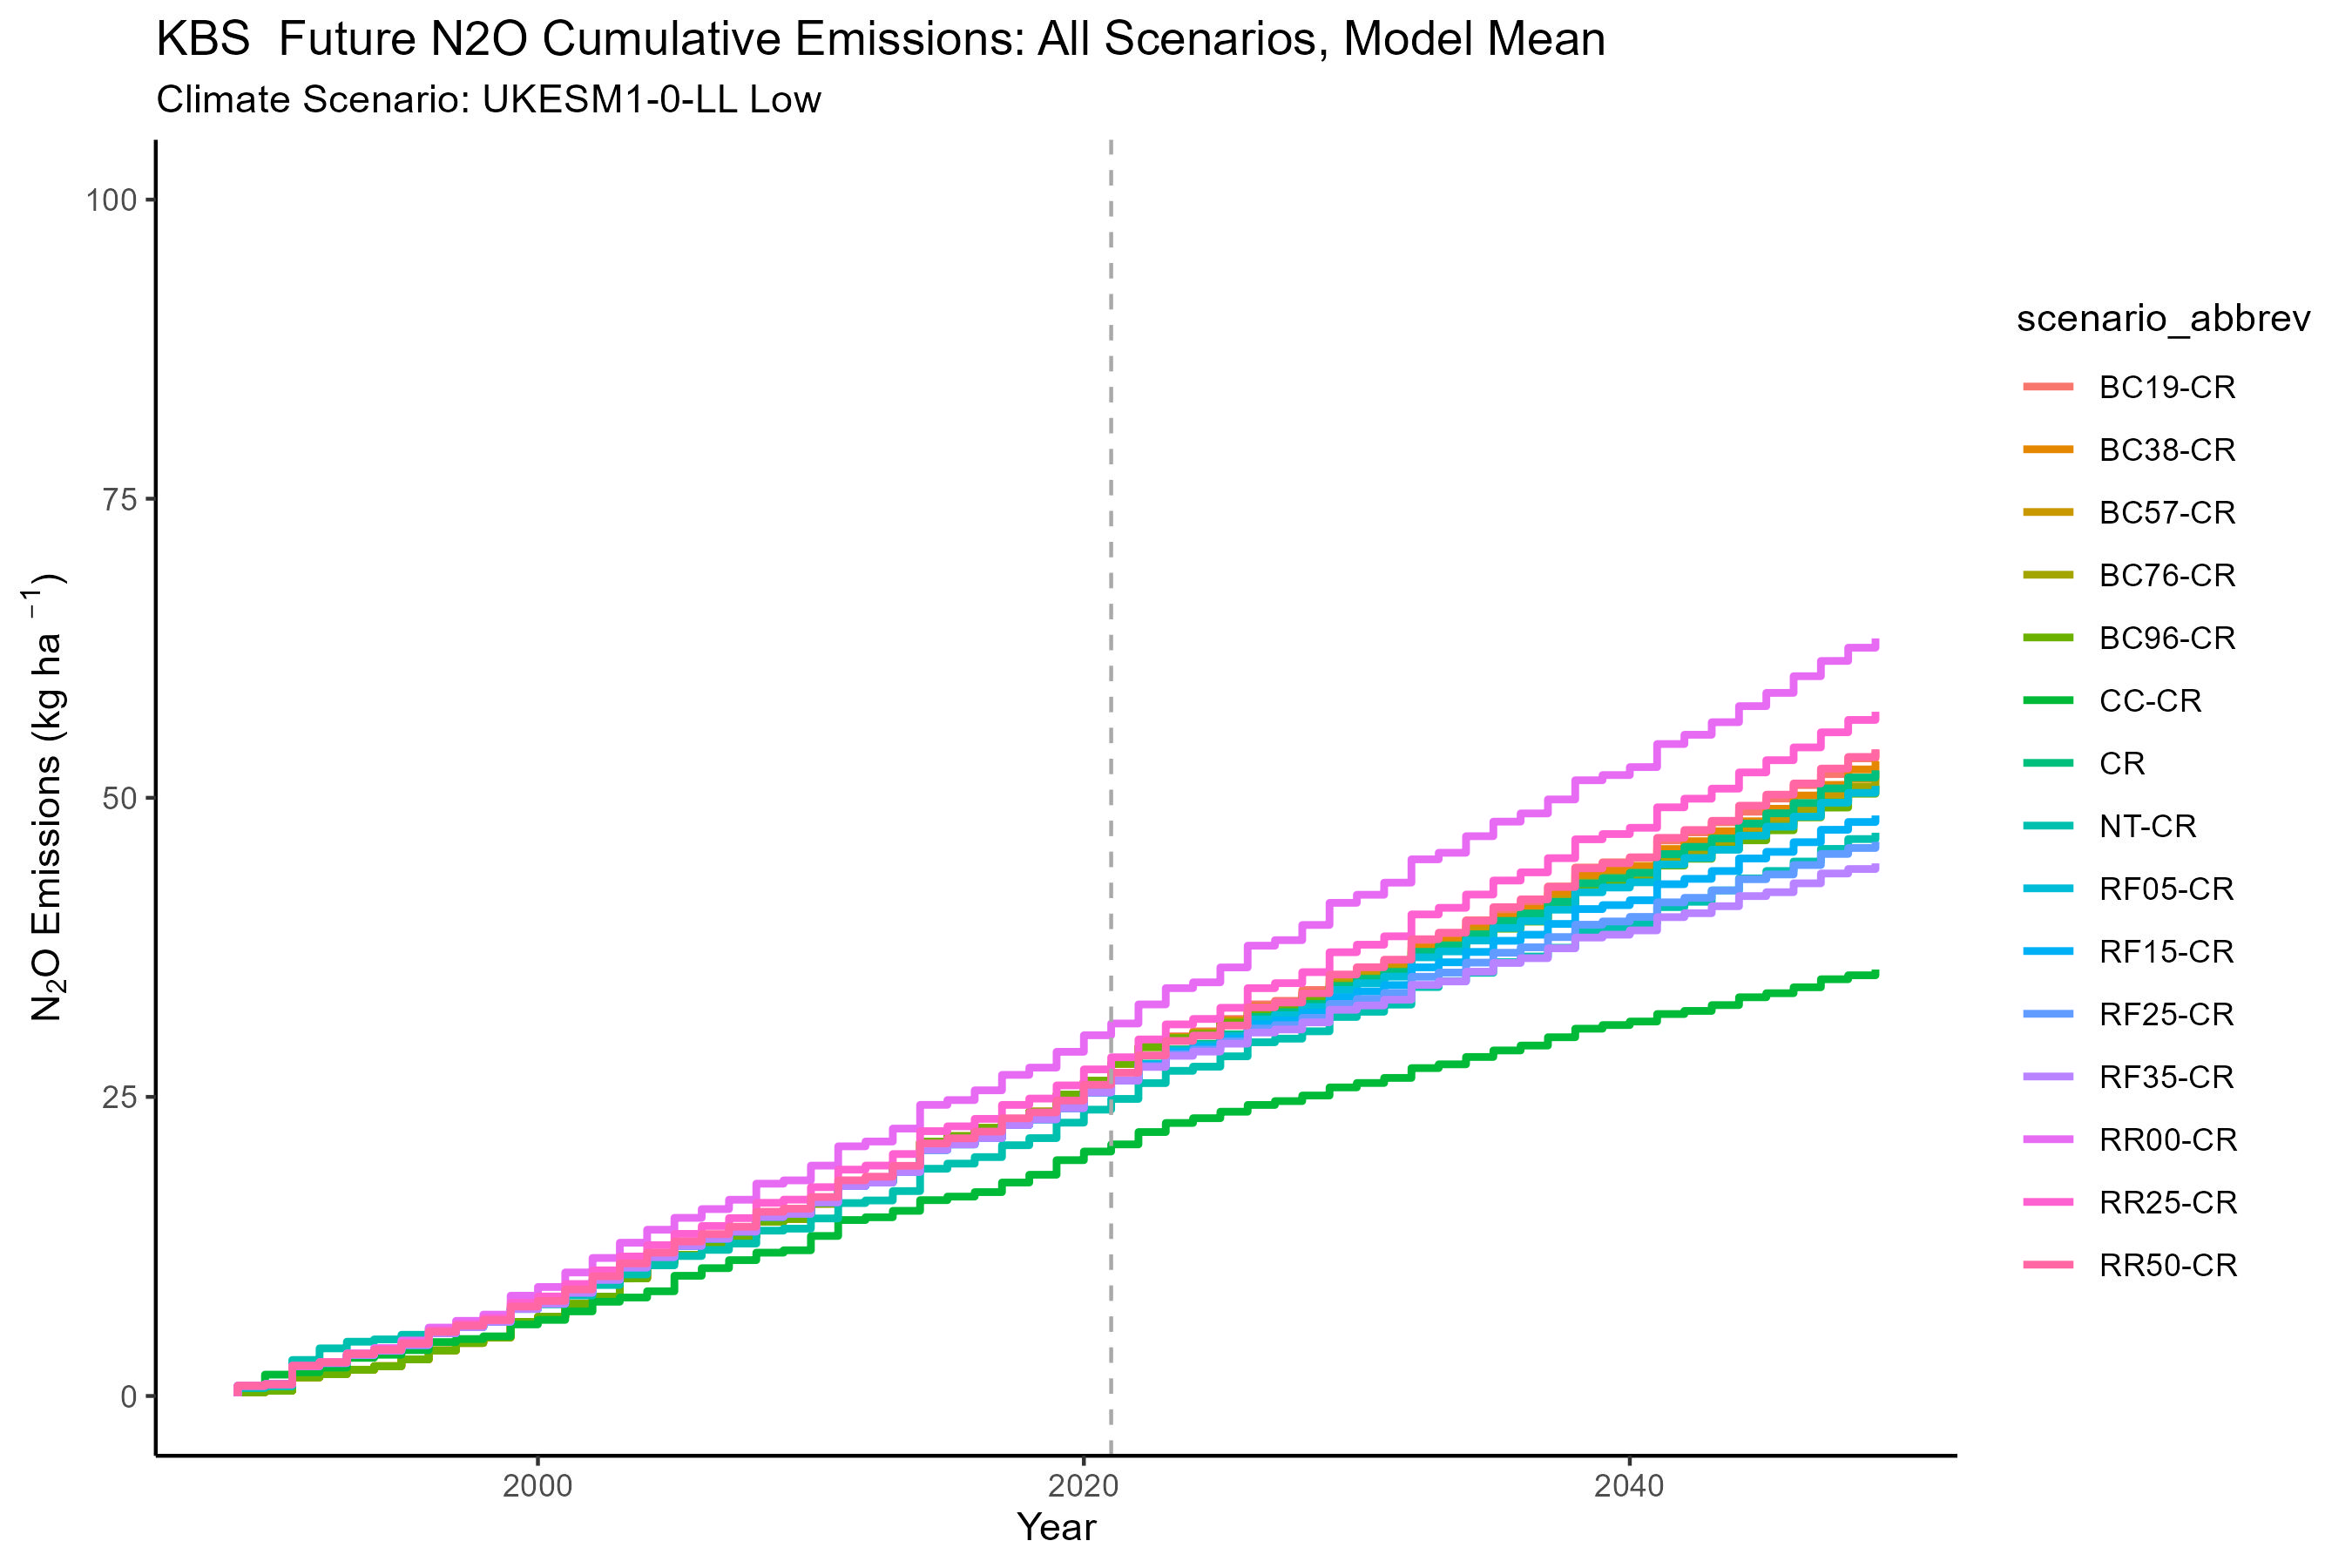 KBS  Future N2O Cumulative Emissions: All Scenarios, Model Mean
Climate Scenario: UKESM1-0-LL Low
N₂O Emissions (kg ha ⁻¹)
100
75
50
25
0
2000
2020
2040
Year
scenario_abbrev
BC19-CR
BC38-CR
BC57-CR
BC76-CR
BC96-CR
CC-CR
CR
NT-CR
RF05-CR
RF15-CR
RF25-CR
RF35-CR
RR00-CR
RR25-CR
RR50-CR